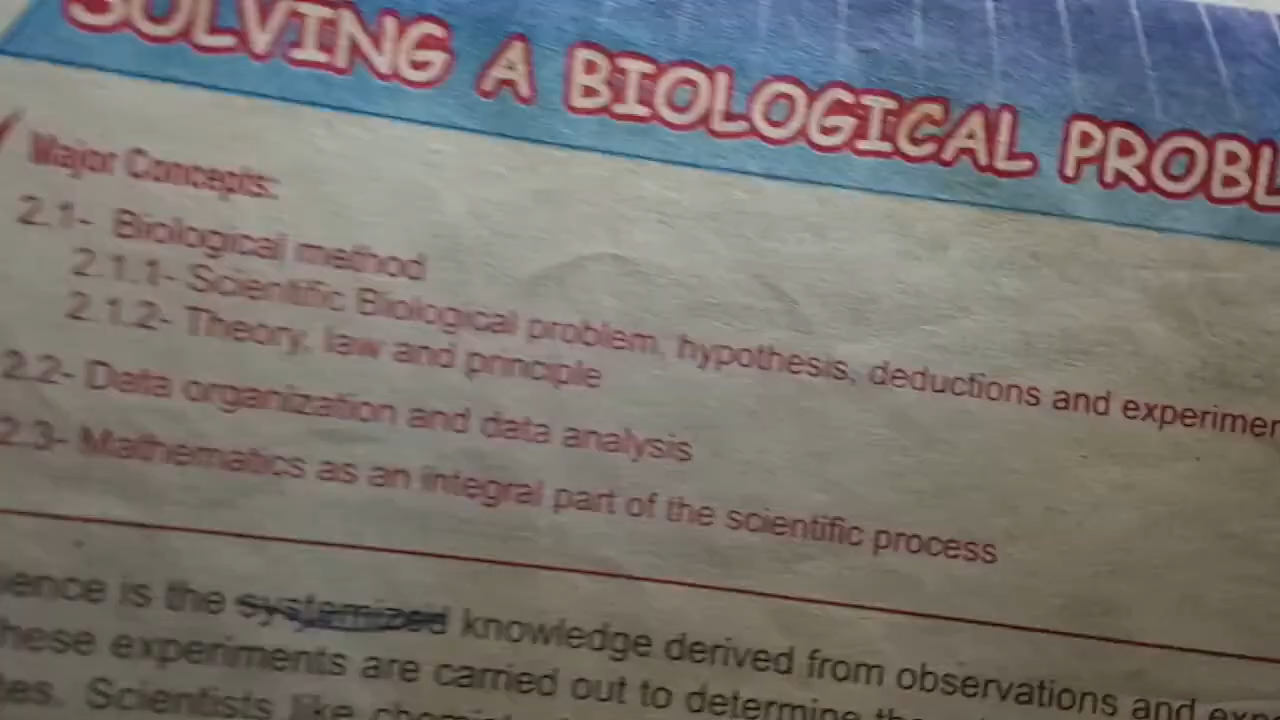 SOLVING A BIOLOGICAL PROBL
Major Concepts:
2.1- Biological method
2.1.1- Scientific Biological problem, hypothesis, deductions and experimen
2.1.2- Theory, law and principle
2.2- Data organization and data analysis
2.3- Mathematics as an integral part of the scientific process
ience is the systemized knowledge derived from observations and exp
hese experiments are carried out to determine
es. Scientists like